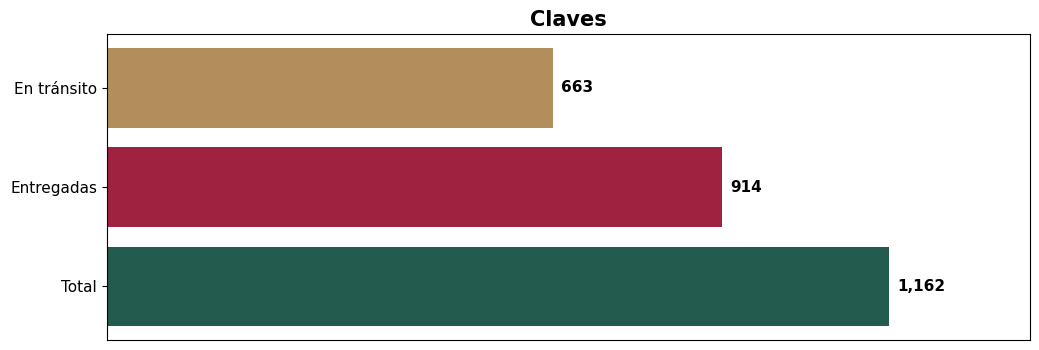 Claves
En tránsito 663
Entregadas 914
Total 1,162